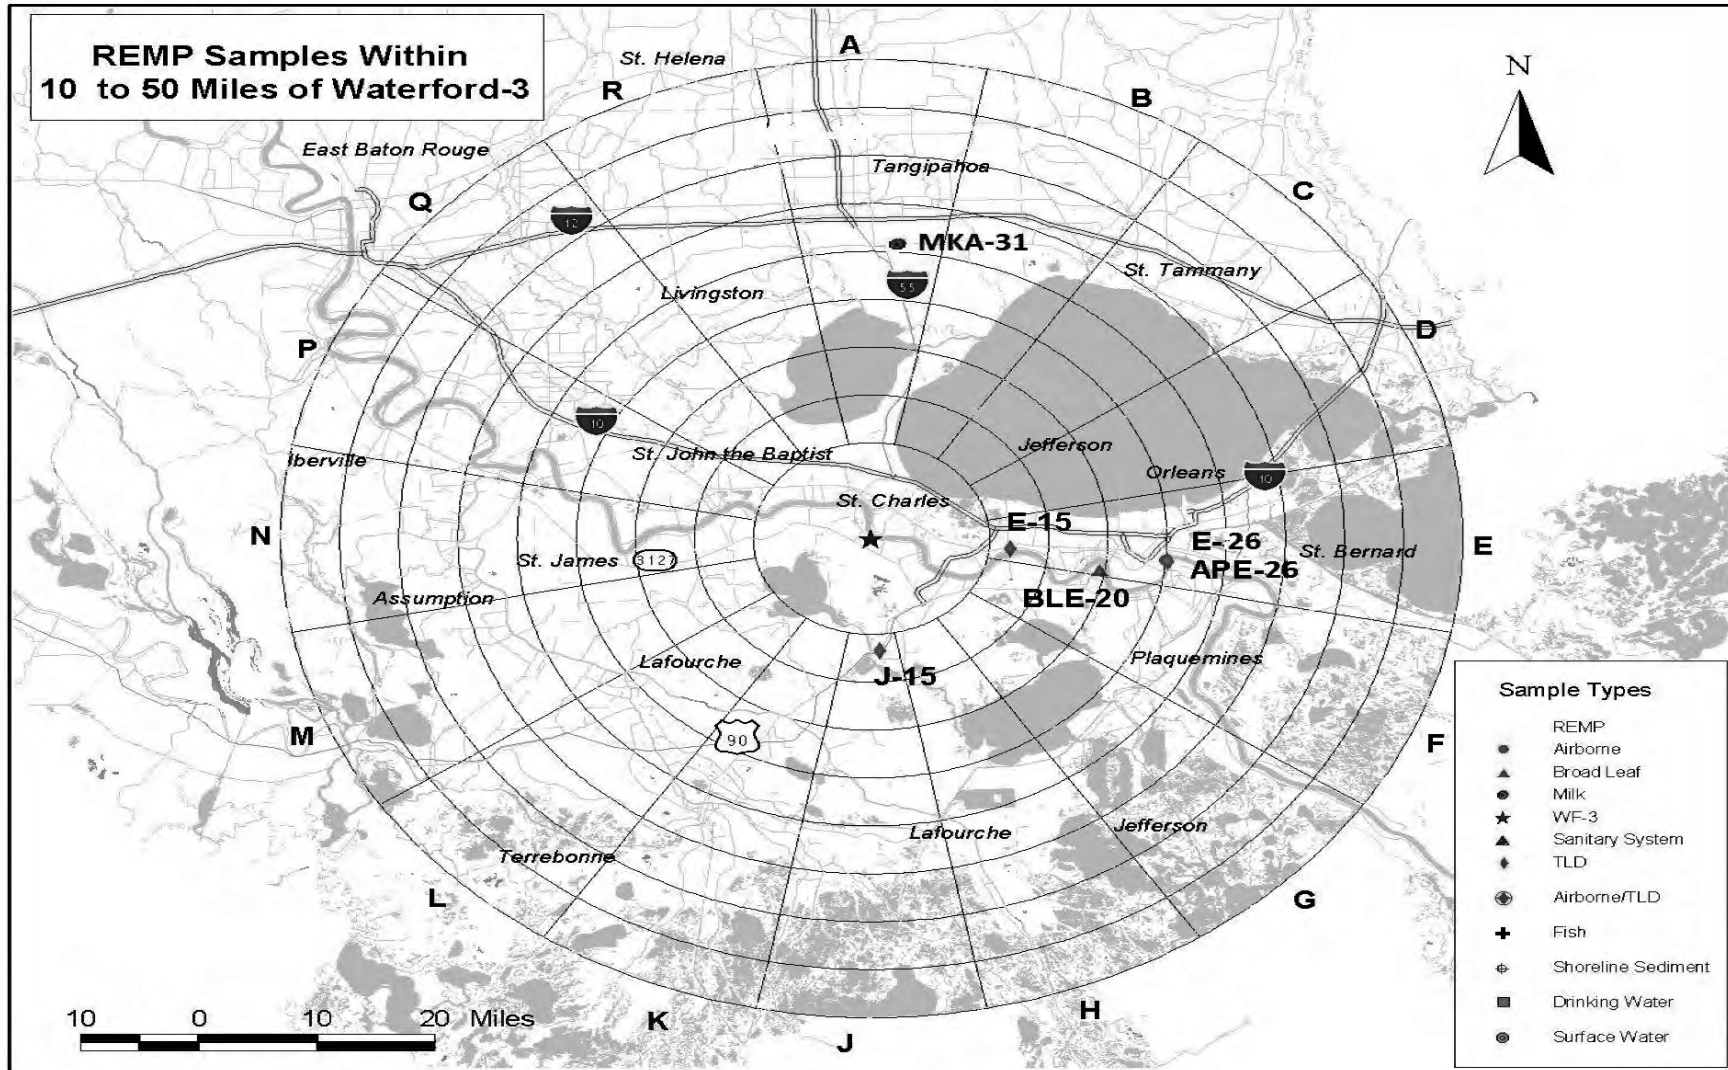 REMP Samples Within
10 to 50 Miles of Waterford-3
St. Helena
A
N
R
B
East Baton Rouge
Tangipahoa
Q
C
12
MKA-31
St. Tammany
55
Livingston
D
P
10
Jefferson
St. John the Baptist
Iberville
Orleans
10
St. Charles
E-15
N
E-26
St. Bernard
E
St. James
3127
APE-26
Assumption
BLE-20
Lafourche
Plaquemines
J-15
M
90
F
Lafourche
Jefferson
Terrebonne
L
G
K
H
J
10 0 10 20 Miles
Sample Types
REMP
Airborne
Broad Leaf
Milk
WF-3
Sanitary System
TLD
Airborne/TLD
Fish
Shoreline Sediment
Drinking Water
Surface Water